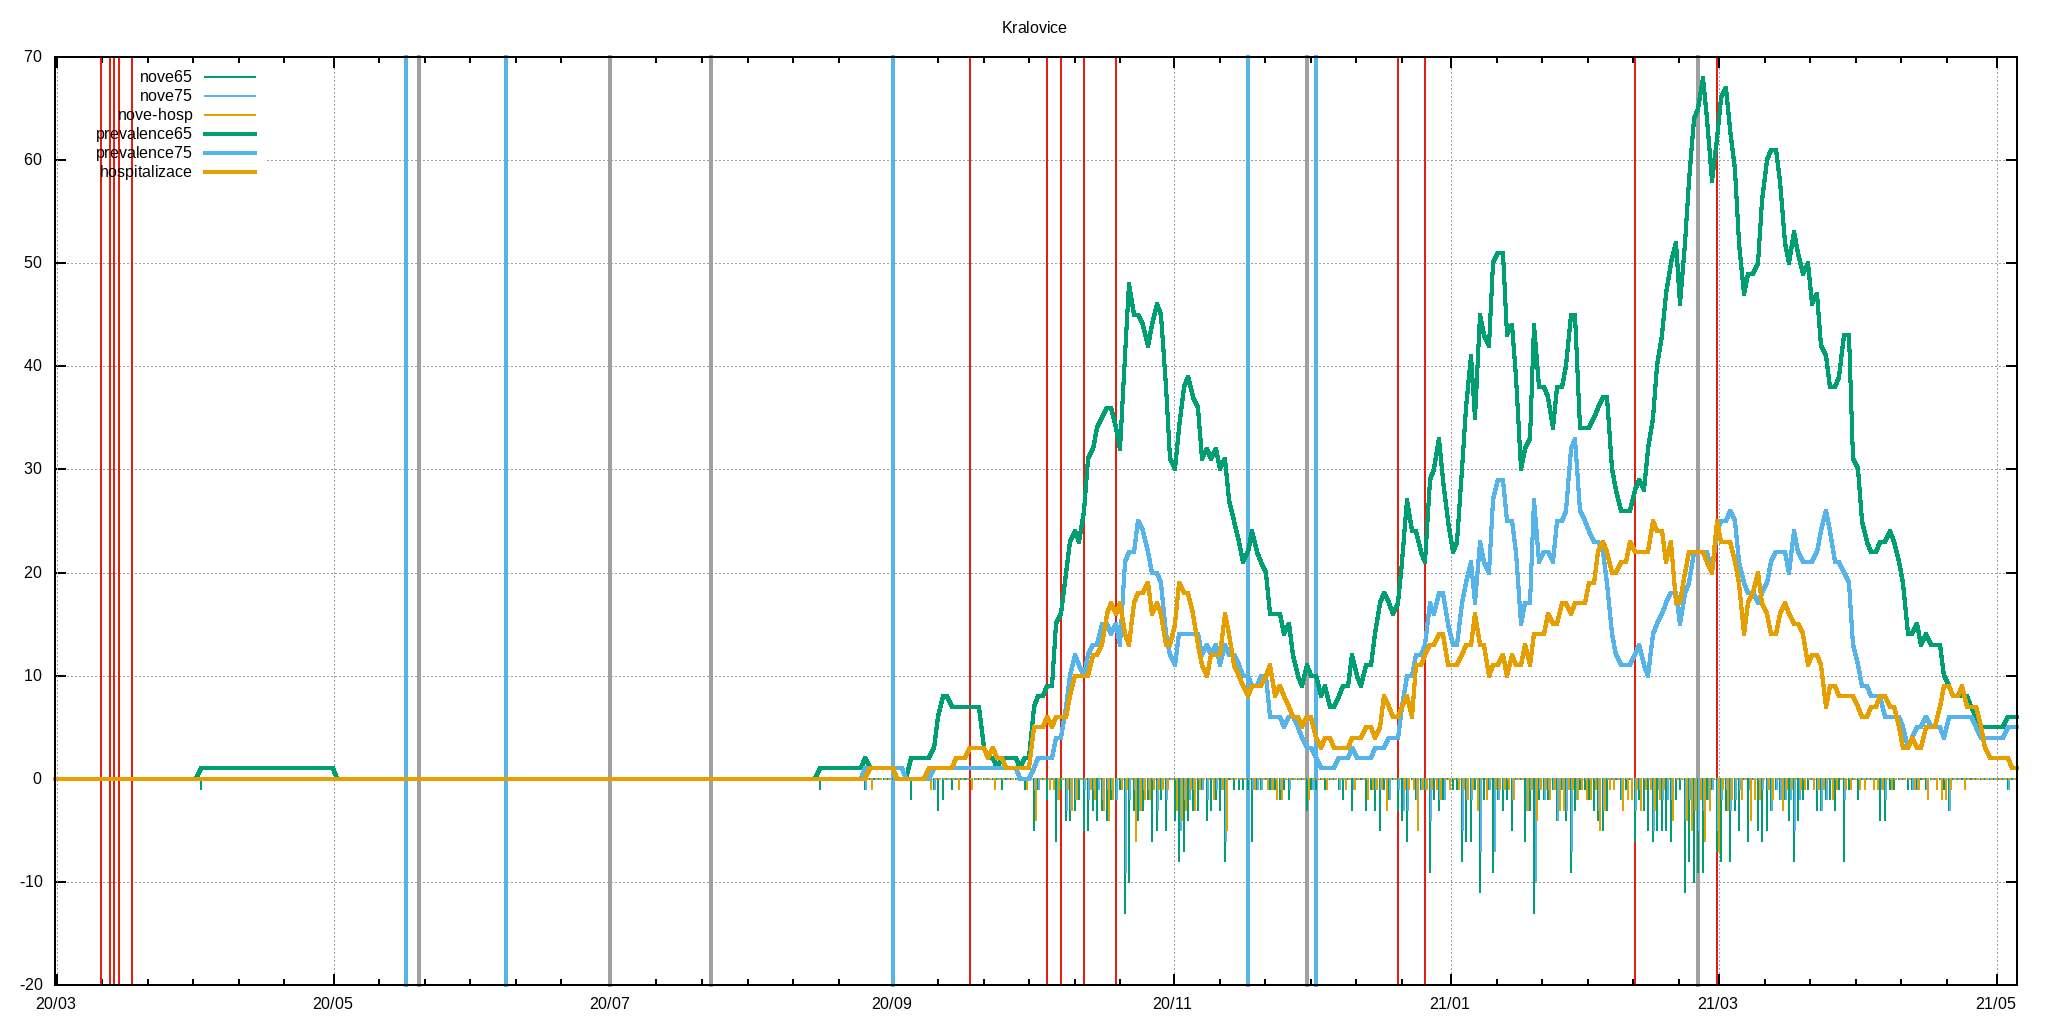 Kralovice
70
60
50
40
30
20
10
0
-10
-20
nove65
nove75
nove-hosp
prevalence65
prevalence75
hospitalizace
20/03 20/05 20/07 20/09 20/11 21/01 21/03 21/05